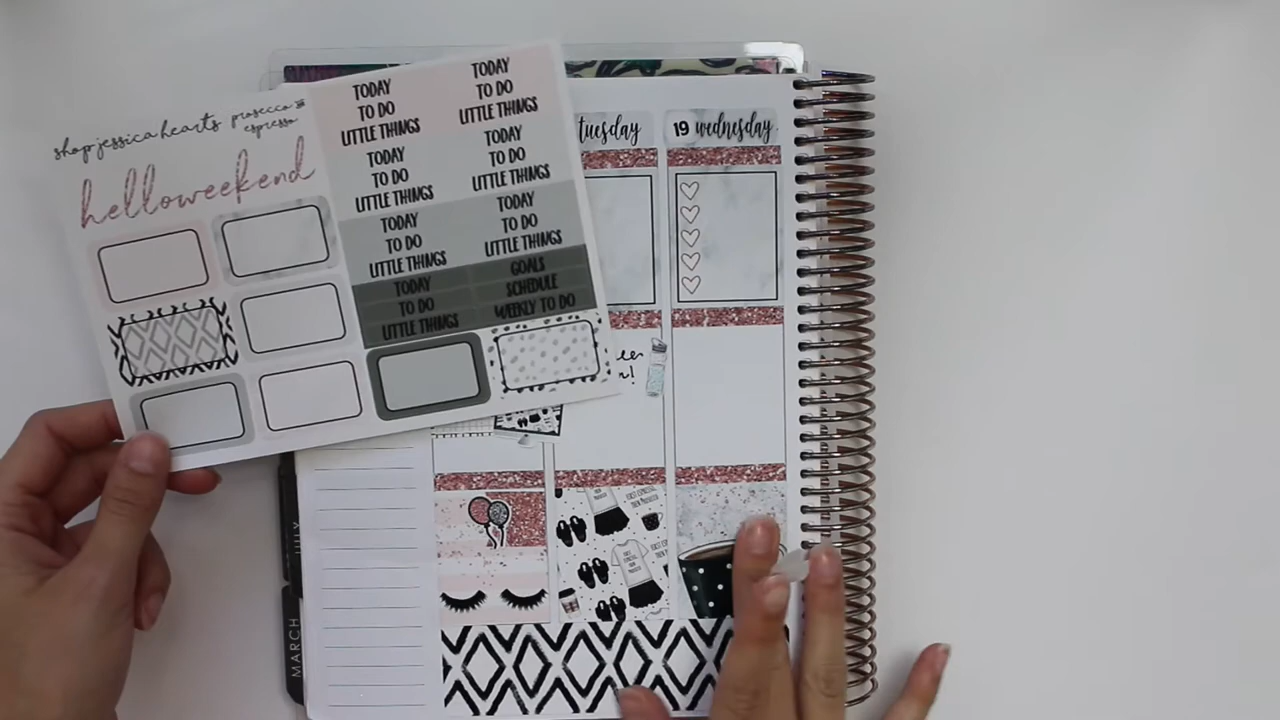 shopjessicahearts prosecco &
espresso
helloweekend
TODAY
TO DO
LITTLE THINGS
TODAY
TO DO
LITTLE THINGS
TODAY
TO DO
LITTLE THINGS
TODAY
TO DO
LITTLE THINGS
TODAY
TO DO
LITTLE THINGS
TODAY
TO DO
LITTLE THINGS
TODAY
TO DO
LITTLE THINGS
GOALS
SCHEDULE
WEEKLY TO DO
tuesday
19 wednesday
JULY
MARCH